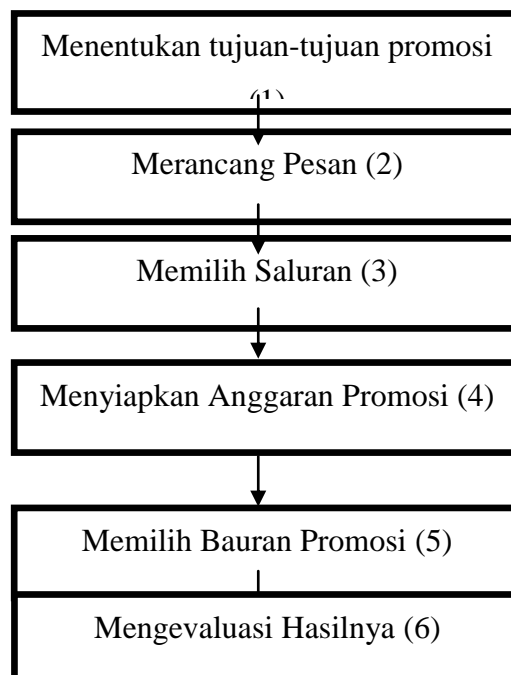 Menentukan tujuan-tujuan promosi
(1)
Merancang Pesan (2)
Memilih Saluran (3)
Menyiapkan Anggaran Promosi (4)
Memilih Bauran Promosi (5)
Mengevaluasi Hasilnya (6)